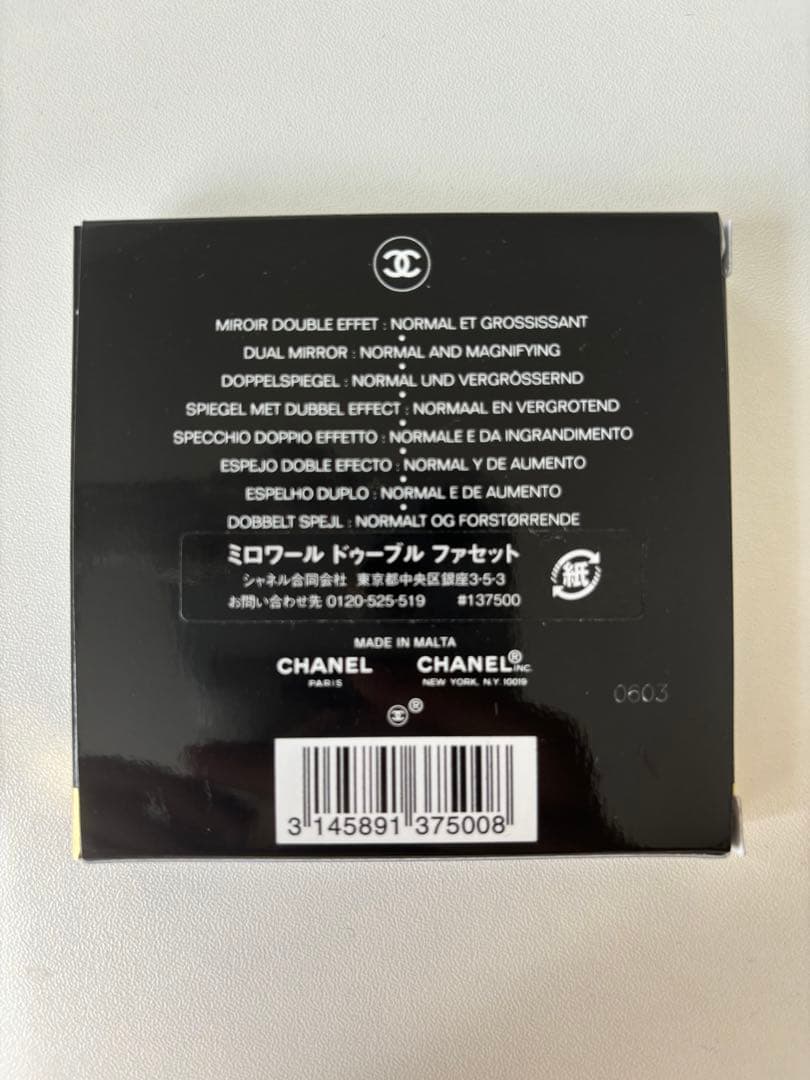 MIROIR DOUBLE EFFET : NORMAL ET GROSSISSANT
DUAL MIRROR : NORMAL AND MAGNIFYING
DOPPELSPIEGEL : NORMAL UND VERGRÖSSERND
SPIEGEL MET DUBBEL EFFECT : NORMAAL EN VERGROTEND
SPECCHIO DOPPIO EFFETTO : NORMALE E DA INGRANDIMENTO
ESPEJO DOBLE EFECTO : NORMAL Y DE AUMENTO
ESPELHO DUPLO : NORMAL E DE AUMENTO
DOBBELT SPEJL : NORMALT OG FORSTØRRENDE
ミロワール ドゥーブル ファセット
シャネル合同会社 東京都中央区銀座3-5-3
お問い合わせ先 0120-525-519 #137500
紙
MADE IN MALTA
CHANEL CHANEL® INC.
PARIS NEW YORK, N.Y. 10019
®
0603
3 145891 375008